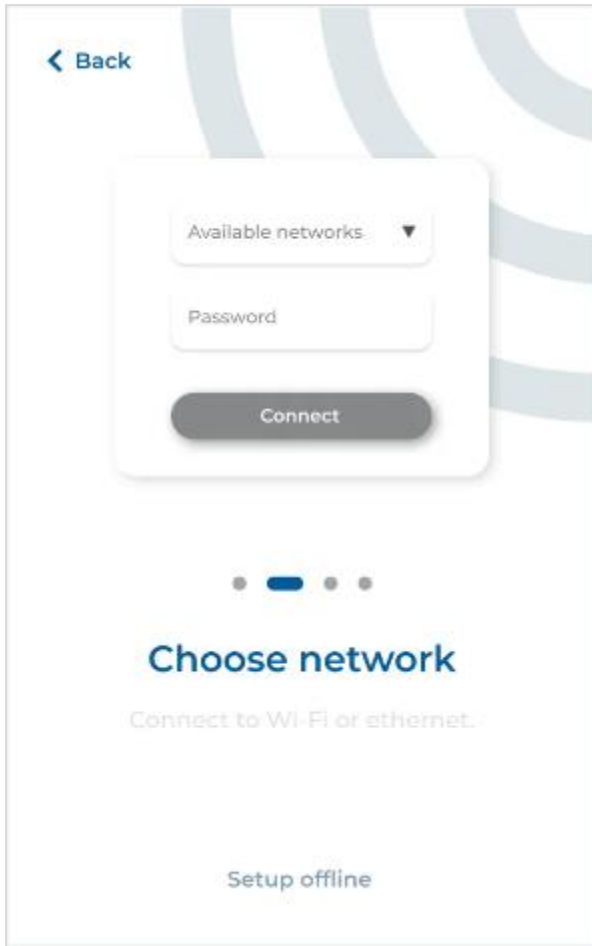 Back
Available networks
Password
Connect
Choose network
Connect to Wi-Fi or ethernet.
Setup offline